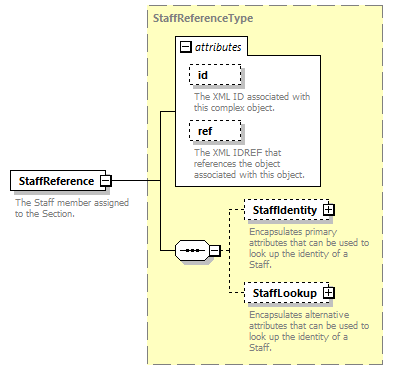 StaffReferenceType
attributes
id
The XML ID associated with
this complex object.
ref
The XML IDREF that
references the object
associated with this object.
StaffReference
The Staff member assigned
to the Section.
StaffIdentity
Encapsulates primary
attributes that can be used to
look up the identity of a
Staff.
StaffLookup
Encapsulates alternative
attributes that can be used to
look up the identity of a
Staff.